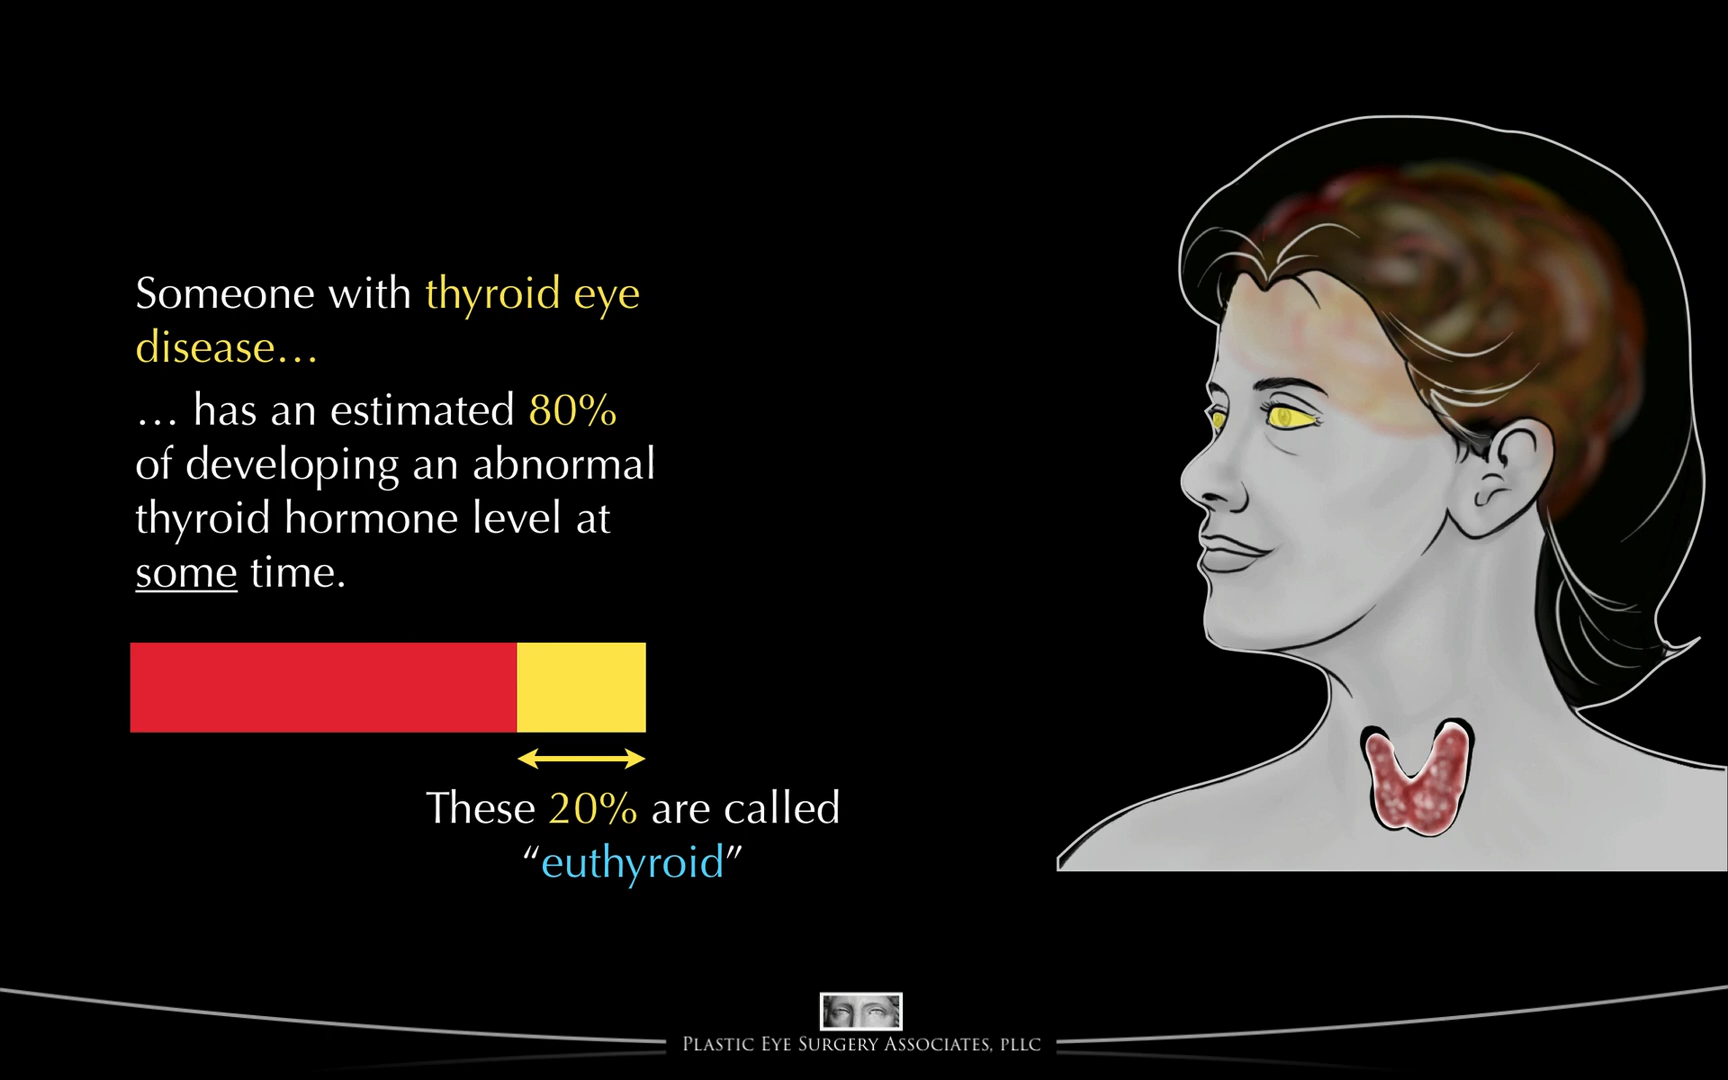 Someone with thyroid eye
disease…
… has an estimated 80%
of developing an abnormal
thyroid hormone level at
some time.
These 20% are called
“euthyroid”
PLASTIC EYE SURGERY ASSOCIATES, PLLC